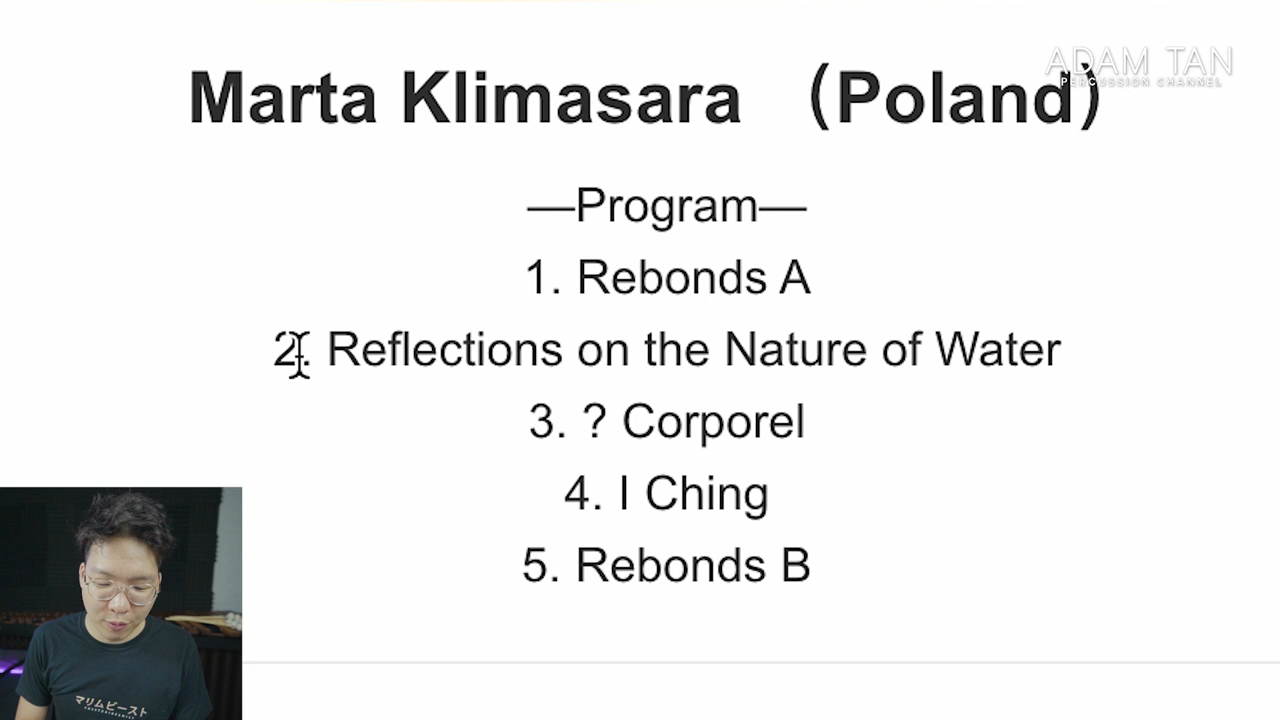 ADAM TAN
PERCUSSION CHANNEL
Marta Klimasara （Poland）
—Program—
1. Rebonds A
2. Reflections on the Nature of Water
3. ? Corporel
4. I Ching
5. Rebonds B
マリムビースト